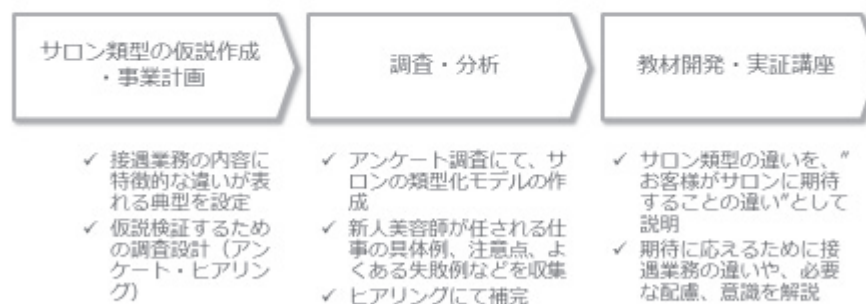 サロン類型の仮説作成
・事業計画
調査・分析
教材開発・実証講座
✓ 接遇業務の内容に
特徴的な違いが表
れる典型を設定
✓ 仮説検証するため
の調査設計（アン
ケート・ヒアリン
グ）
✓ アンケート調査にて、サ
ロンの類型化モデルの作
成
✓ 新人美容師が任される仕
事の具体例、注意点、よ
くある失敗例などを収集
✓ ヒアリングにて補完
✓ サロン類型の違いを、”
お客様がサロンに期待
することの違い”として
説明
✓ 期待に応えるために接
遇業務の違いや、必要
な配慮、意識を解説